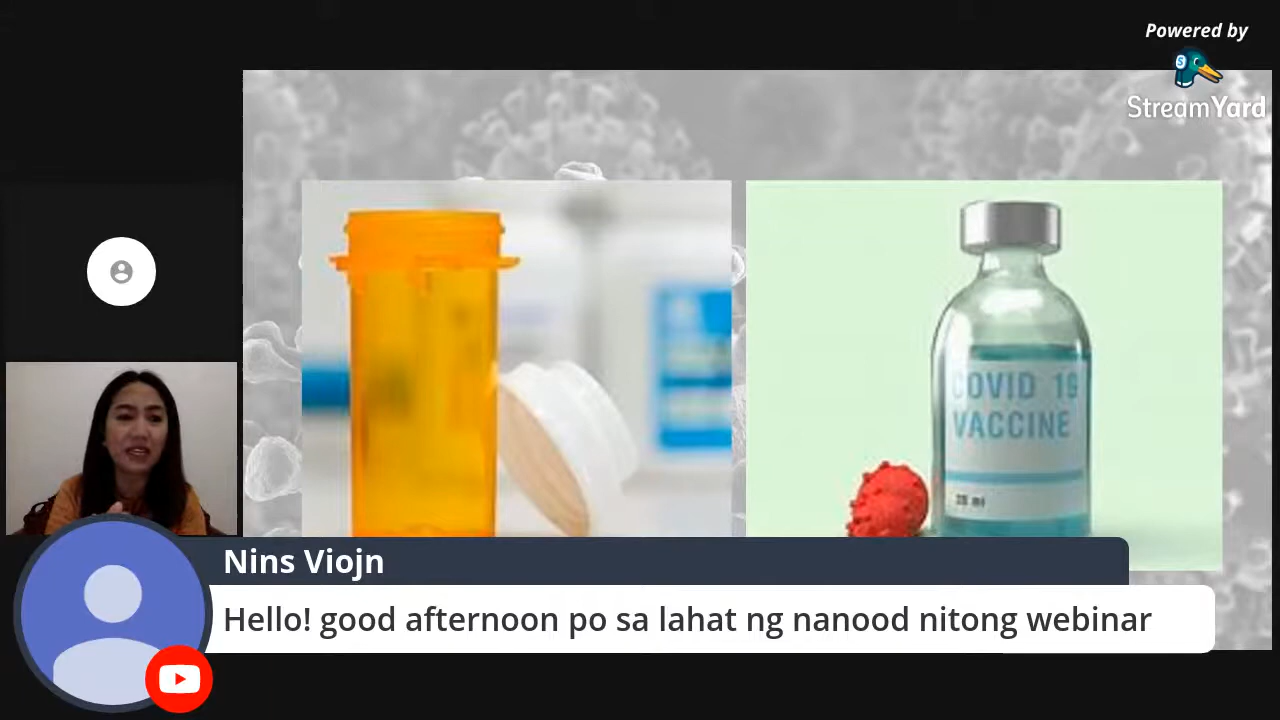 Powered by
StreamYard
COVID 19
VACCINE
Nins Viojn
Hello! good afternoon po sa lahat ng nanood nitong webinar